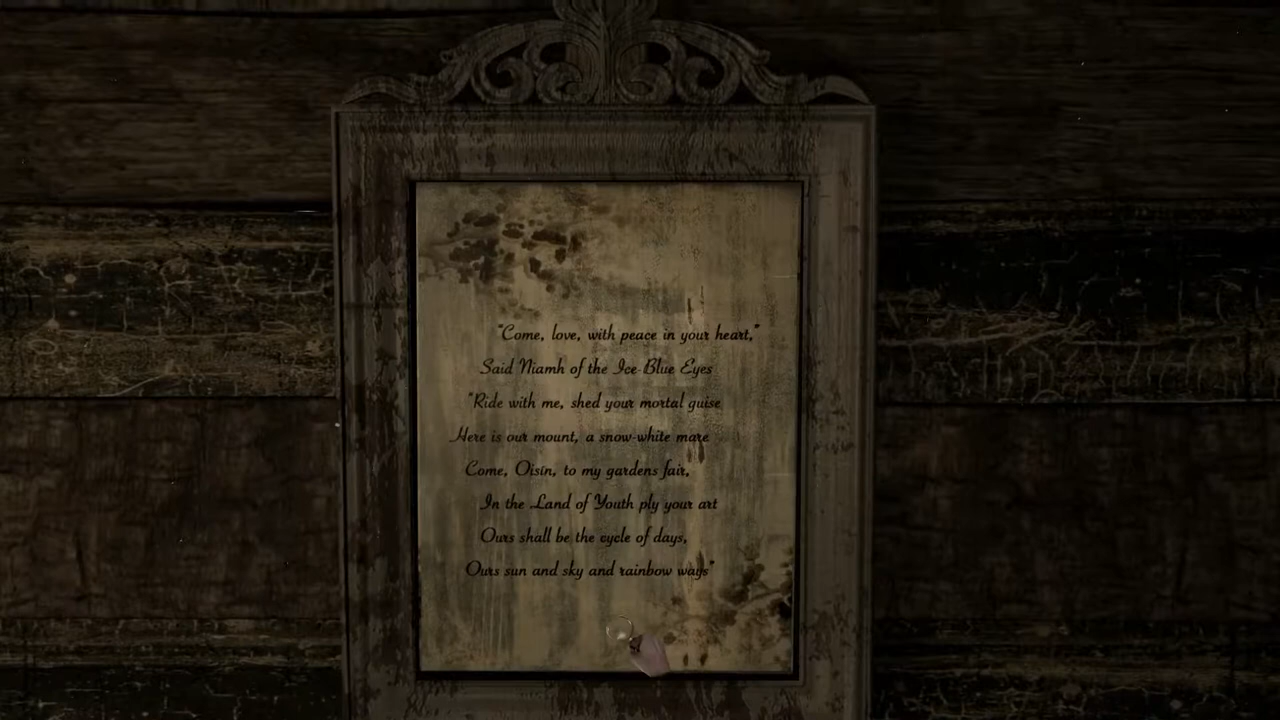 "Come, love, with peace in your heart,"
Said Niamh of the Ice-Blue Eyes
"Ride with me, shed your mortal guise
Here is our mount, a snow-white mare
Come, Oisín, to my gardens fair,
In the Land of Youth ply your art
Ours shall be the cycle of days,
Ours sun and sky and rainbow ways"